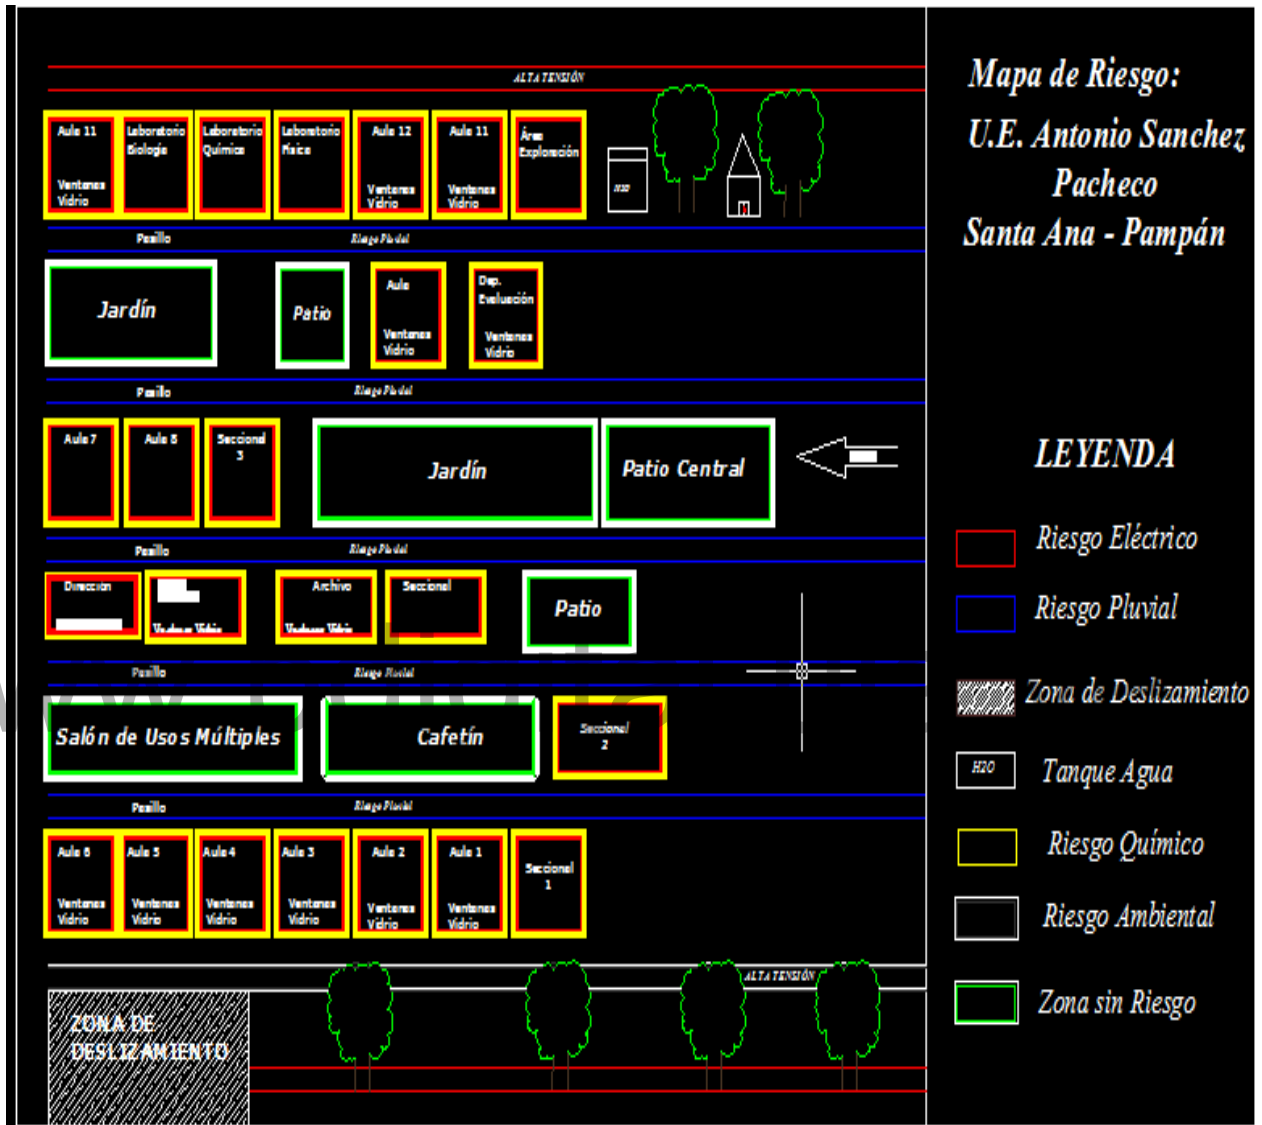 Mapa de Riesgo:
U.E. Antonio Sanchez
Pacheco
Santa Ana - Pampán
ALTA TENSIÓN
Aula 11
Ventanas
Vidrio
Laboratorio
Biología
Laboratorio
Química
Laboratorio
Física
Aula 12
Ventanas
Vidrio
Aula 11
Ventanas
Vidrio
Área
Exploración
H2O
Pasillo
Riesgo Pluvial
Jardín
Patio
Aula
Ventanas
Vidrio
Dep.
Evaluación
Ventanas
Vidrio
Pasillo
Riesgo Pluvial
Aula 7
Aula 8
Seccional
3
Jardín
Patio Central
Pasillo
Riesgo Pluvial
Dirección
Ventanas Vidrio
Archivo
Ventanas Vidrio
Seccional
Patio
Pasillo
Riesgo Pluvial
Salón de Usos Múltiples
Cafetín
Seccional
2
Pasillo
Riesgo Pluvial
Aula 6
Ventanas
Vidrio
Aula 5
Ventanas
Vidrio
Aula 4
Ventanas
Vidrio
Aula 3
Ventanas
Vidrio
Aula 2
Ventanas
Vidrio
Aula 1
Ventanas
Vidrio
Seccional
1
ALTA TENSIÓN
ZONA DE
DESLIZAMIENTO
LEYENDA
Riesgo Eléctrico
Riesgo Pluvial
Zona de Deslizamiento
H2O
Tanque Agua
Riesgo Químico
Riesgo Ambiental
Zona sin Riesgo